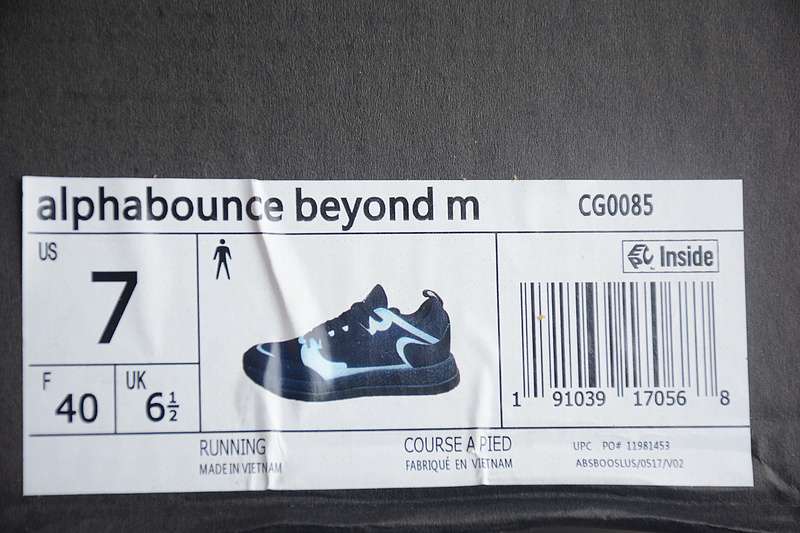 alphabounce beyond m CG0085
US
7
F
40
UK
6½
EPC Inside
1 91039 17056 8
RUNNING
MADE IN VIETNAM
COURSE A PIED
FABRIQUÉ EN VIETNAM
UPC PO# 11981453
ABSBOOSLUS/0517/V02